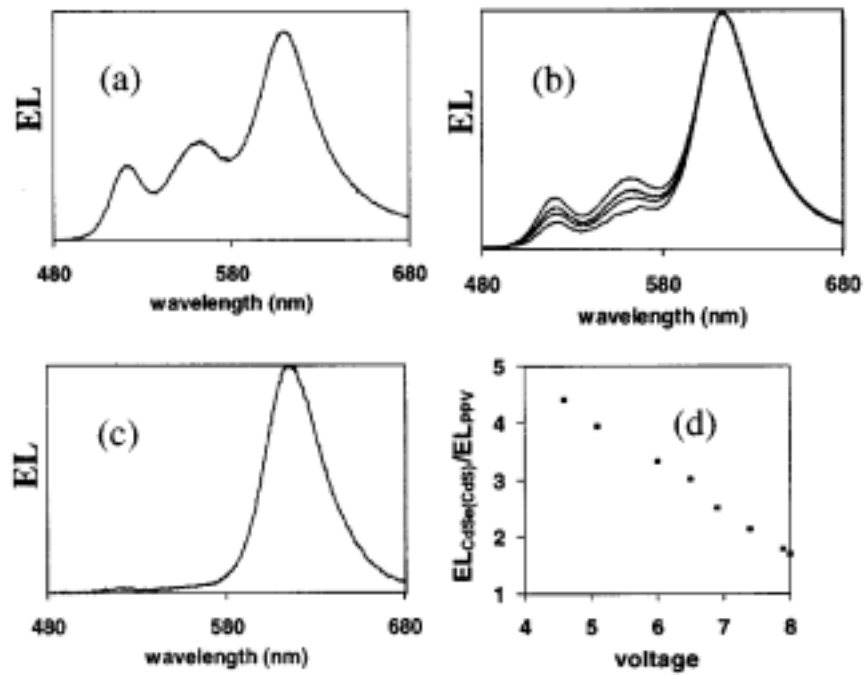 (a)
EL
480 580 680
wavelength (nm)
(b)
EL
480 580 680
wavelength (nm)
(c)
EL
480 580 680
wavelength (nm)
(d)
EL CdSe(CdS)/EL PPV
5
4
3
2
1
4 5 6 7 8
voltage